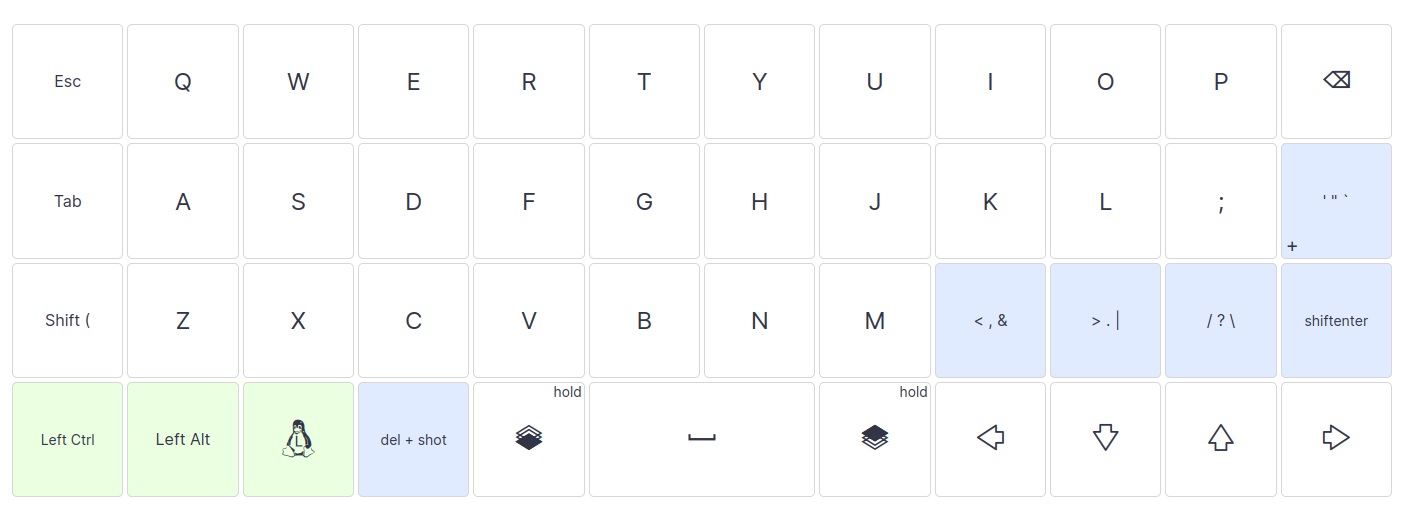 Esc Q W E R T Y U I O P ⌫
Tab A S D F G H J K L ; ' " `
+
Shift ( Z X C V B N M < , & > . | / ? \ shiftenter
hold hold
Left Ctrl Left Alt L del + shot